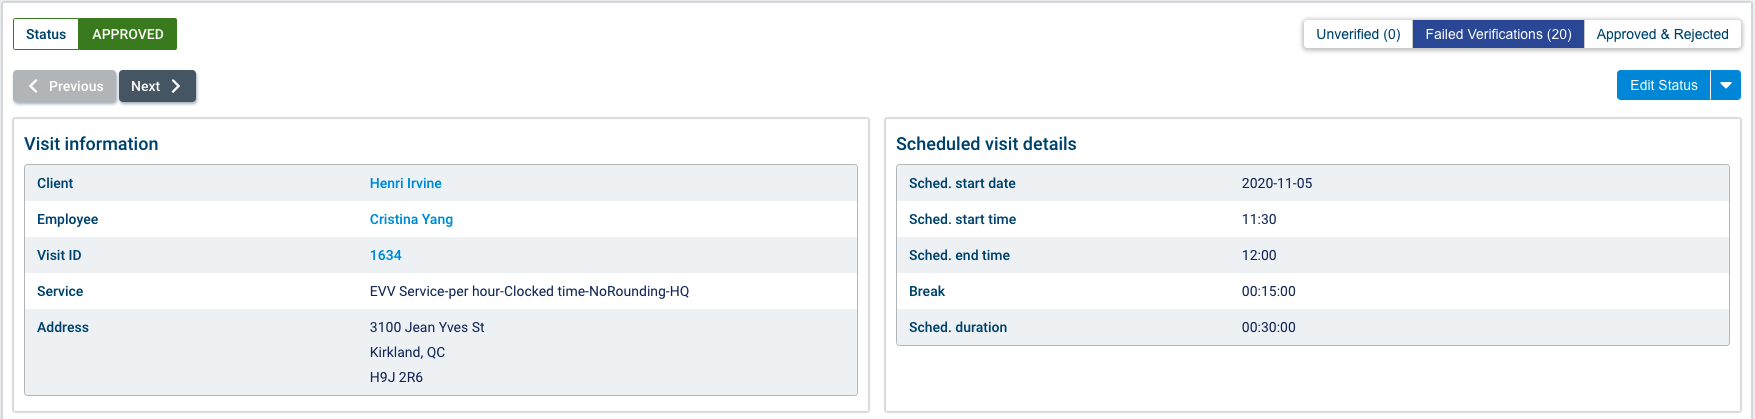 Status APPROVED
Unverified (0) Failed Verifications (20) Approved & Rejected
Previous Next
Edit Status
Visit information
Client Henri Irvine
Employee Cristina Yang
Visit ID 1634
Service EVV Service-per hour-Clocked time-NoRounding-HQ
Address 3100 Jean Yves St
Kirkland, QC
H9J 2R6
Scheduled visit details
Sched. start date 2020-11-05
Sched. start time 11:30
Sched. end time 12:00
Break 00:15:00
Sched. duration 00:30:00